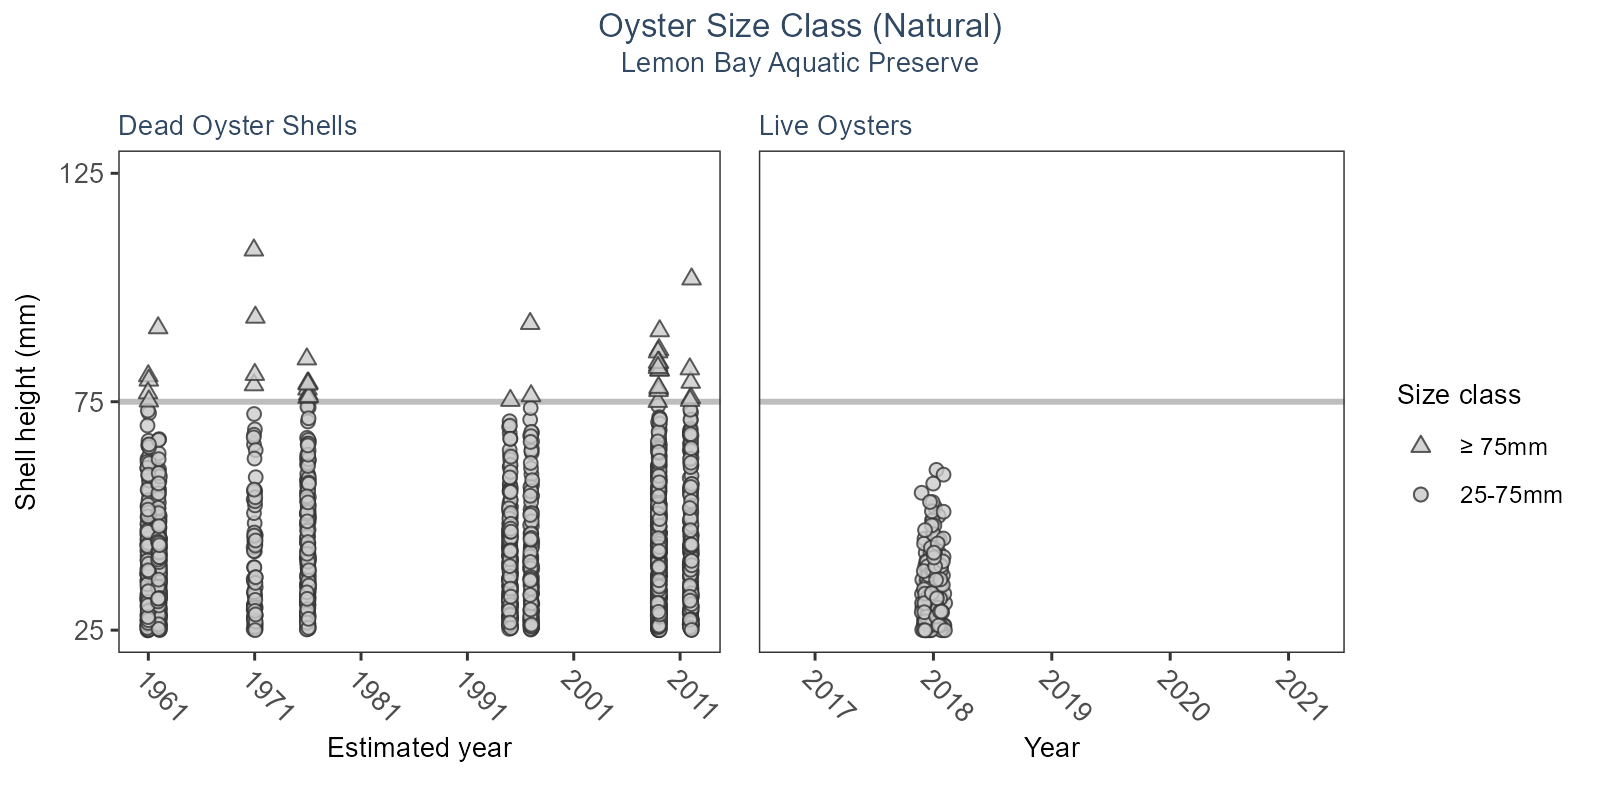 Oyster Size Class (Natural)
Lemon Bay Aquatic Preserve
Dead Oyster Shells
Live Oysters
125
75
25
Shell height (mm)
1961
1971
1981
1991
2001
2011
Estimated year
2017
2018
2019
2020
2021
Year
Size class
≥ 75mm
25-75mm